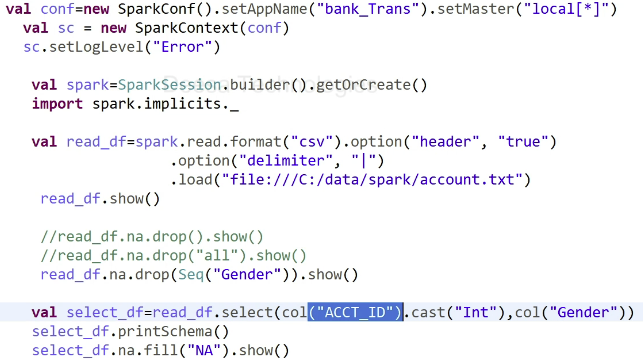 val conf=new SparkConf().setAppName("bank_Trans").setMaster("local[*]")
val sc = new SparkContext(conf)
sc.setLogLevel("Error")
val spark=SparkSession.builder().getOrCreate()
import spark.implicits._
val read_df=spark.read.format("csv").option("header", "true")
.option("delimiter", "|")
.load("file:///C:/data/spark/account.txt")
read_df.show()
//read_df.na.drop().show()
//read_df.na.drop("all").show()
read_df.na.drop(Seq("Gender")).show()
val select_df=read_df.select(col("ACCT_ID").cast("Int"),col("Gender"))
select_df.printSchema()
select_df.na.fill("NA").show()